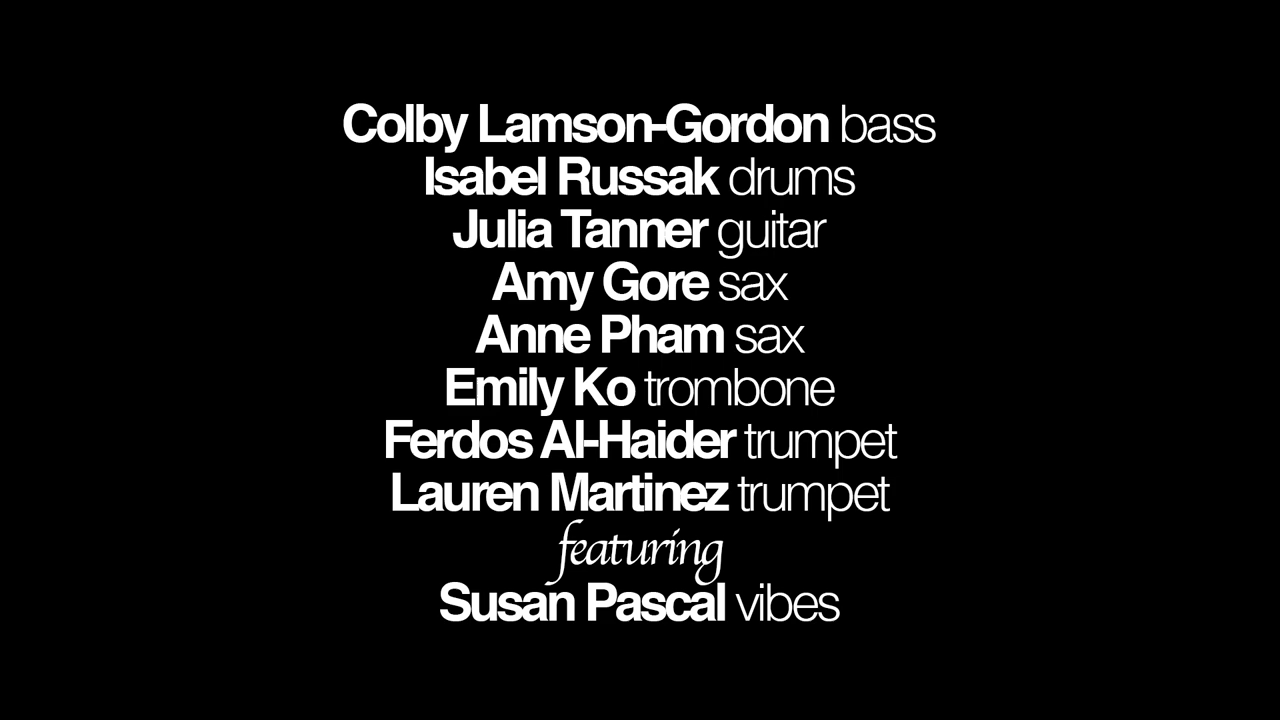 Colby Lamson-Gordon bass
Isabel Russak drums
Julia Tanner guitar
Amy Gore sax
Anne Pham sax
Emily Ko trombone
Ferdos Al-Haider trumpet
Lauren Martinez trumpet
featuring
Susan Pascal vibes